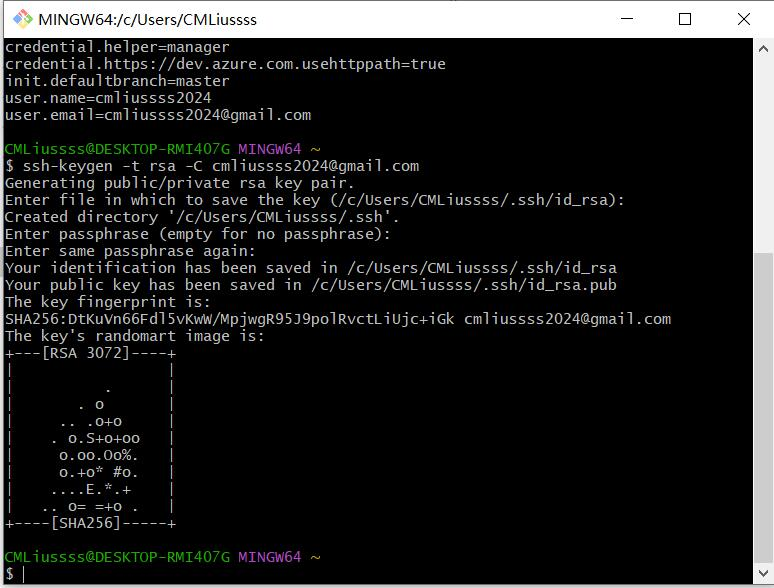 MINGW64:/c/Users/CMLiussss
credential.helper=manager
credential.https://dev.azure.com.usehttppath=true
init.defaultbranch=master
user.name=cmliussss2024
user.email=cmliussss2024@gmail.com

CMLiussss@DESKTOP-RMI407G MINGW64 ~
$ ssh-keygen -t rsa -C cmliussss2024@gmail.com
Generating public/private rsa key pair.
Enter file in which to save the key (/c/Users/CMLiussss/.ssh/id_rsa):
Created directory '/c/Users/CMLiussss/.ssh'.
Enter passphrase (empty for no passphrase):
Enter same passphrase again:
Your identification has been saved in /c/Users/CMLiussss/.ssh/id_rsa
Your public key has been saved in /c/Users/CMLiussss/.ssh/id_rsa.pub
The key fingerprint is:
SHA256:DtKuVn66Fdl5vKwW/MpjwgR95J9polRvctLiUjc+iGk cmliussss2024@gmail.com
The key's randomart image is:
+---[RSA 3072]----+
|                 |
|          .      |
|       . o       |
|     .. .o+o     |
|    . o.S+o+oo   |
|     o.oo.Oo%.   |
|     o.+o* #o.   |
|    ....E.*.+    |
|   .. o= =+o .   |
+----[SHA256]-----+

CMLiussss@DESKTOP-RMI407G MINGW64 ~
$